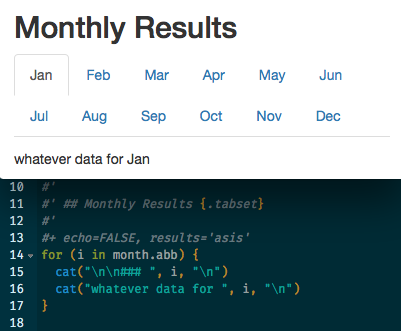 Monthly Results
Jan Feb Mar Apr May Jun
Jul Aug Sep Oct Nov Dec
whatever data for Jan
10 #'
11 #' ## Monthly Results {.tabset}
12 #'
13 #+ echo=FALSE, results='asis'
14 for (i in month.abb) {
15   cat("\n\n### ", i, "\n")
16   cat("whatever data for ", i, "\n")
17 }
18